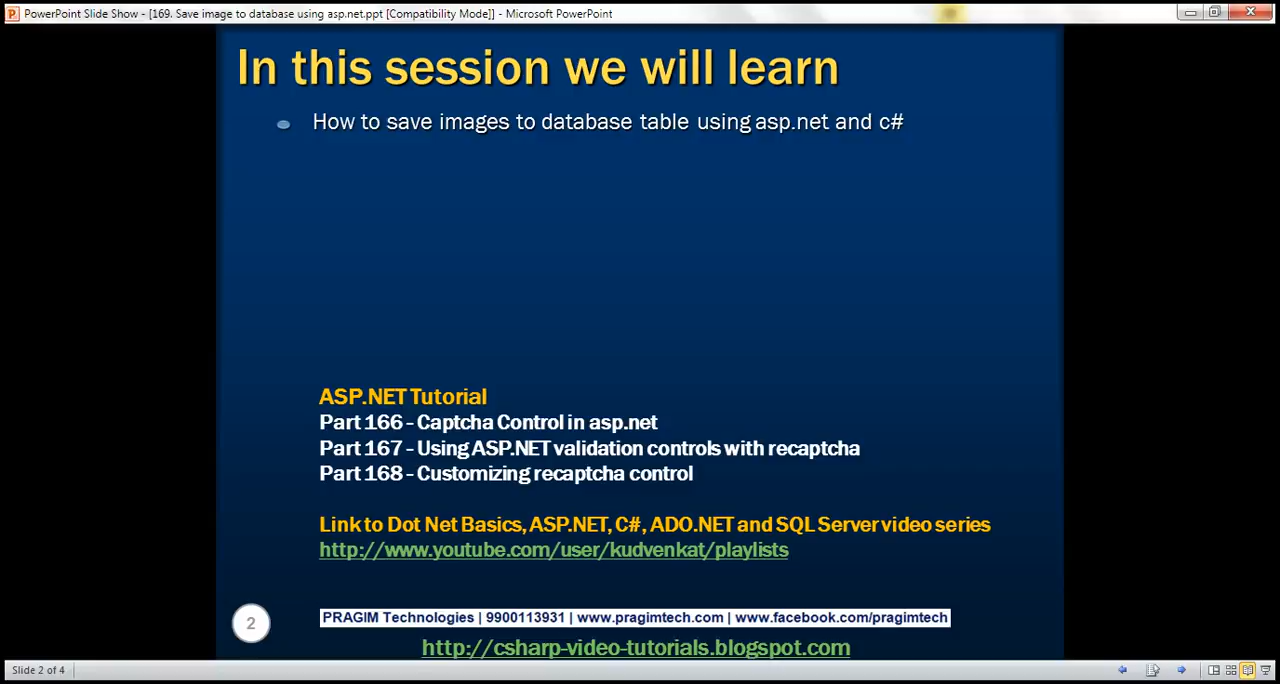 PowerPoint Slide Show - [169. Save image to database using asp.net.ppt [Compatibility Mode]] - Microsoft PowerPoint
In this session we will learn
How to save images to database table using asp.net and c#
ASP.NET Tutorial
Part 166 - Captcha Control in asp.net
Part 167 - Using ASP.NET validation controls with recaptcha
Part 168 - Customizing recaptcha control
Link to Dot Net Basics, ASP.NET, C#, ADO.NET and SQL Server video series
http://www.youtube.com/user/kudvenkat/playlists
2
PRAGIM Technologies | 9900113931 | www.pragimtech.com | www.facebook.com/pragimtech
http://csharp-video-tutorials.blogspot.com
Slide 2 of 4